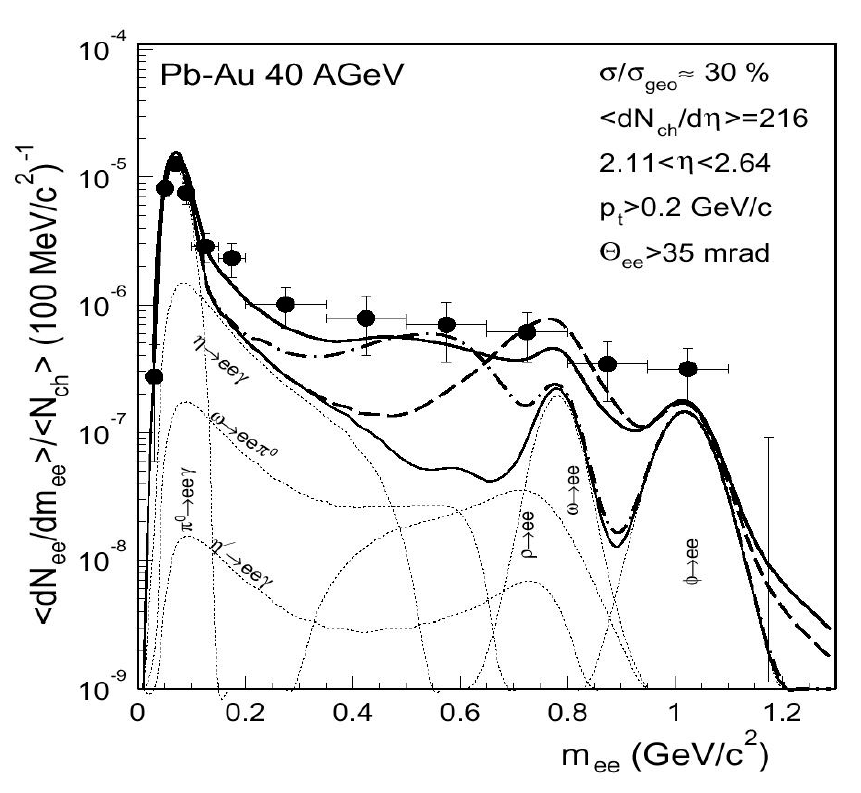 Pb-Au 40 AGeV
σ/σgeo≈ 30 %
<dNch/dη>=216
2.11<η<2.64
pt>0.2 GeV/c
Θee>35 mrad
<dNee/dmee>/<Nch> (100 MeV/c²)⁻¹
10⁻⁴
10⁻⁵
10⁻⁶
10⁻⁷
10⁻⁸
10⁻⁹
η→eeγ
ω→eeπ⁰
π⁰→eeγ
η′→eeγ
ρ→ee
ω→ee
ϕ→ee
0 0.2 0.4 0.6 0.8 1 1.2
mee (GeV/c²)